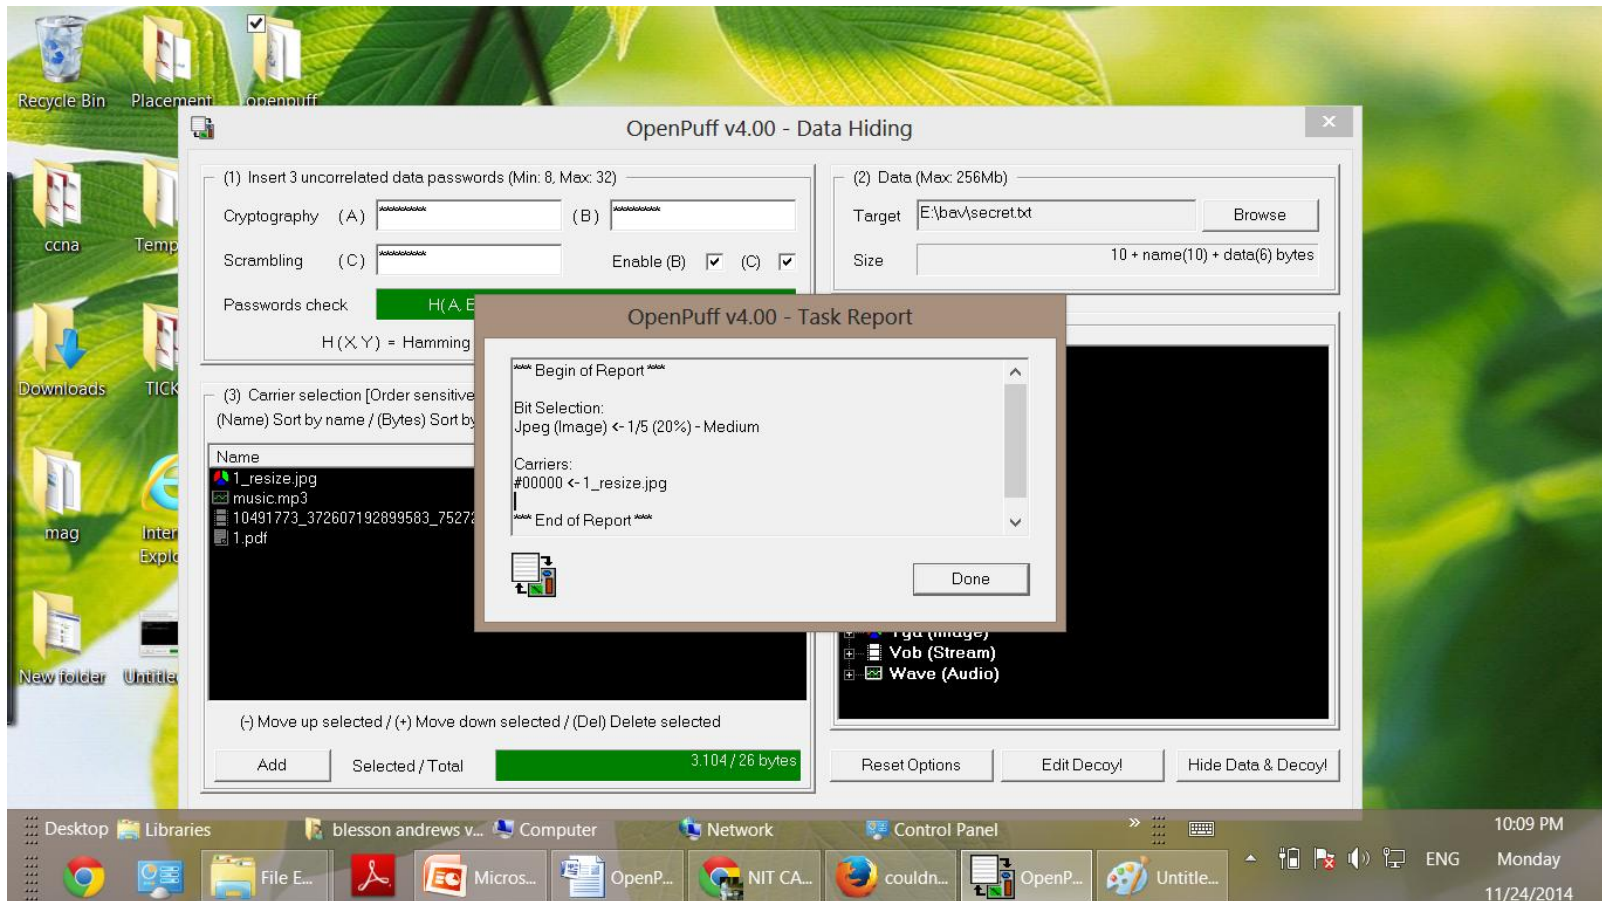 Recycle Bin
Placement
openpuff
ccna
Temp
Downloads
TICK
mag
Inter
Explo
New folder
Untitle
OpenPuff v4.00 - Data Hiding
(1) Insert 3 uncorrelated data passwords (Min: 8, Max: 32)
Cryptography (A) ********* (B) *********
Scrambling (C) ********* Enable (B) (C)
Passwords check H(A, B
H (X,Y) = Hamming
(2) Data (Max: 256Mb)
Target E:\bav\secret.txt Browse
Size 10 + name(10) + data(6) bytes
(3) Carrier selection [Order sensitive
(Name) Sort by name / (Bytes) Sort by
Name
1_resize.jpg
music.mp3
10491773_372607192899583_75272
1.pdf
(-) Move up selected / (+) Move down selected / (Del) Delete selected
Add Selected / Total 3.104 / 26 bytes
OpenPuff v4.00 - Task Report
*** Begin of Report ***
Bit Selection:
Jpeg (Image) <- 1/5 (20%) - Medium
Carriers:
#00000 <- 1_resize.jpg
*** End of Report ***
Done
Tga (Image)
Vob (Stream)
Wave (Audio)
Reset Options Edit Decoy! Hide Data & Decoy!
Desktop Libraries blesson andrews v... Computer Network Control Panel » 10:09 PM
File E... Micros... OpenP... NIT CA... couldn... OpenP... Untitle... ENG Monday
11/24/2014